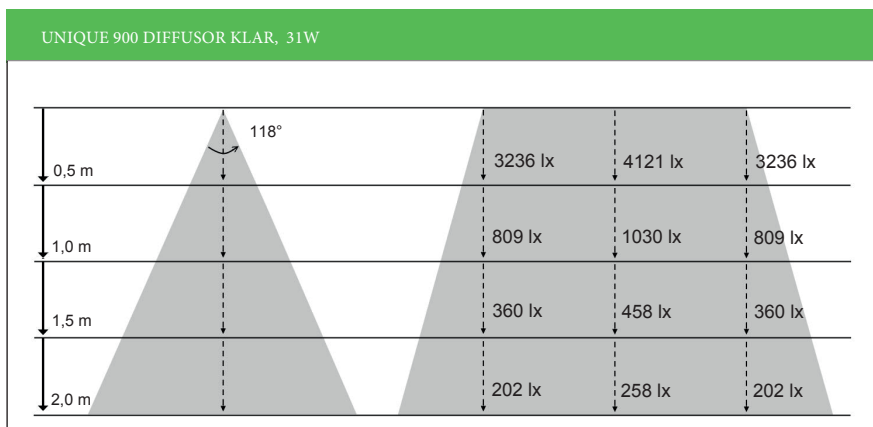 UNIQUE 900 DIFFUSOR KLAR, 31W
118°
0,5 m
3236 lx 4121 lx 3236 lx
1,0 m
809 lx 1030 lx 809 lx
1,5 m
360 lx 458 lx 360 lx
2,0 m
202 lx 258 lx 202 lx